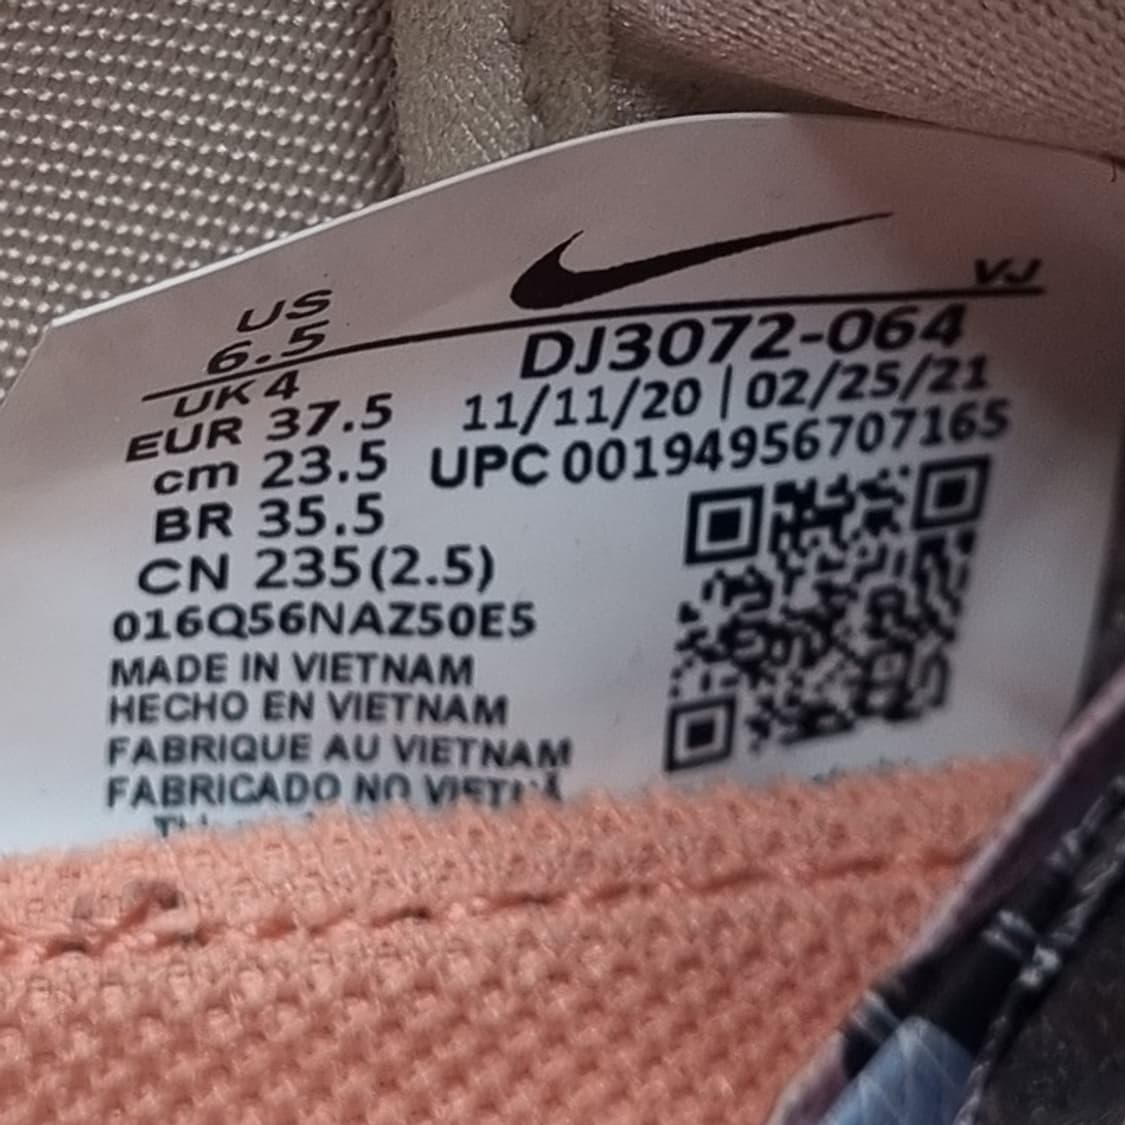 US
6.5
UK 4
EUR 37.5
cm 23.5
BR 35.5
CN 235(2.5)
016Q56NAZ50E5
MADE IN VIETNAM
HECHO EN VIETNAM
FABRIQUE AU VIETNAM
FABRICADO NO
VJ
DJ3072-064
11/11/20 | 02/25/21
UPC 00194956707165